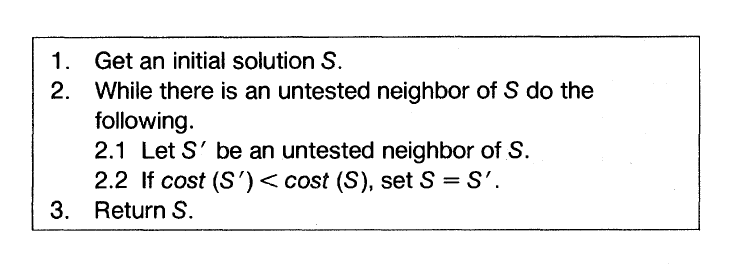 1. Get an initial solution S.
2. While there is an untested neighbor of S do the
following.
2.1 Let S′ be an untested neighbor of S.
2.2 If cost (S′) < cost (S), set S = S′.
3. Return S.